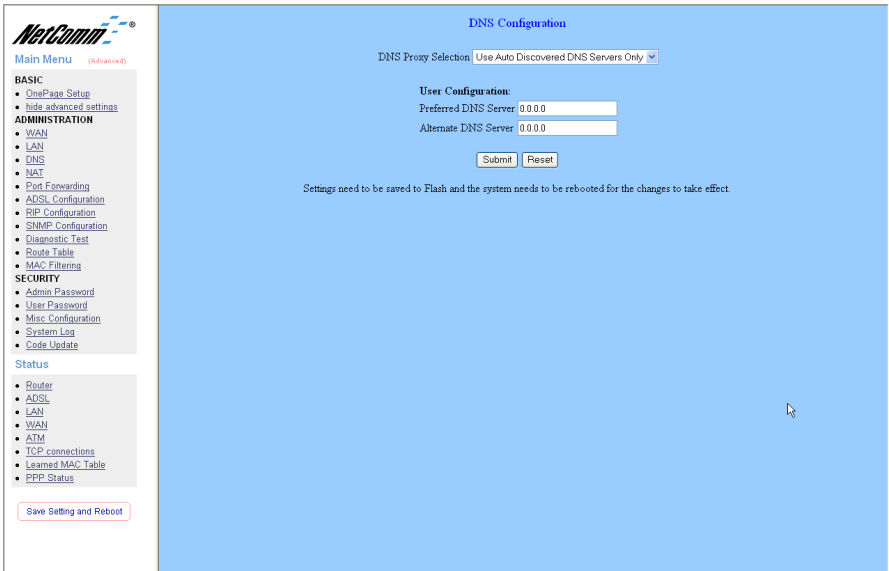 NetComm®
Main Menu (Advanced)
BASIC
OnePage Setup
hide advanced settings
ADMINISTRATION
WAN
LAN
DNS
NAT
Port Forwarding
ADSL Configuration
RIP Configuration
SNMP Configuration
Diagnostic Test
Route Table
MAC Filtering
SECURITY
Admin Password
User Password
Misc Configuration
System Log
Code Update
Status
Router
ADSL
LAN
WAN
ATM
TCP connections
Learned MAC Table
PPP Status
Save Setting and Reboot
DNS Configuration
DNS Proxy Selection Use Auto Discovered DNS Servers Only
User Configuration:
Preferred DNS Server 0.0.0.0
Alternate DNS Server 0.0.0.0
Submit Reset
Settings need to be saved to Flash and the system needs to be rebooted for the changes to take effect.